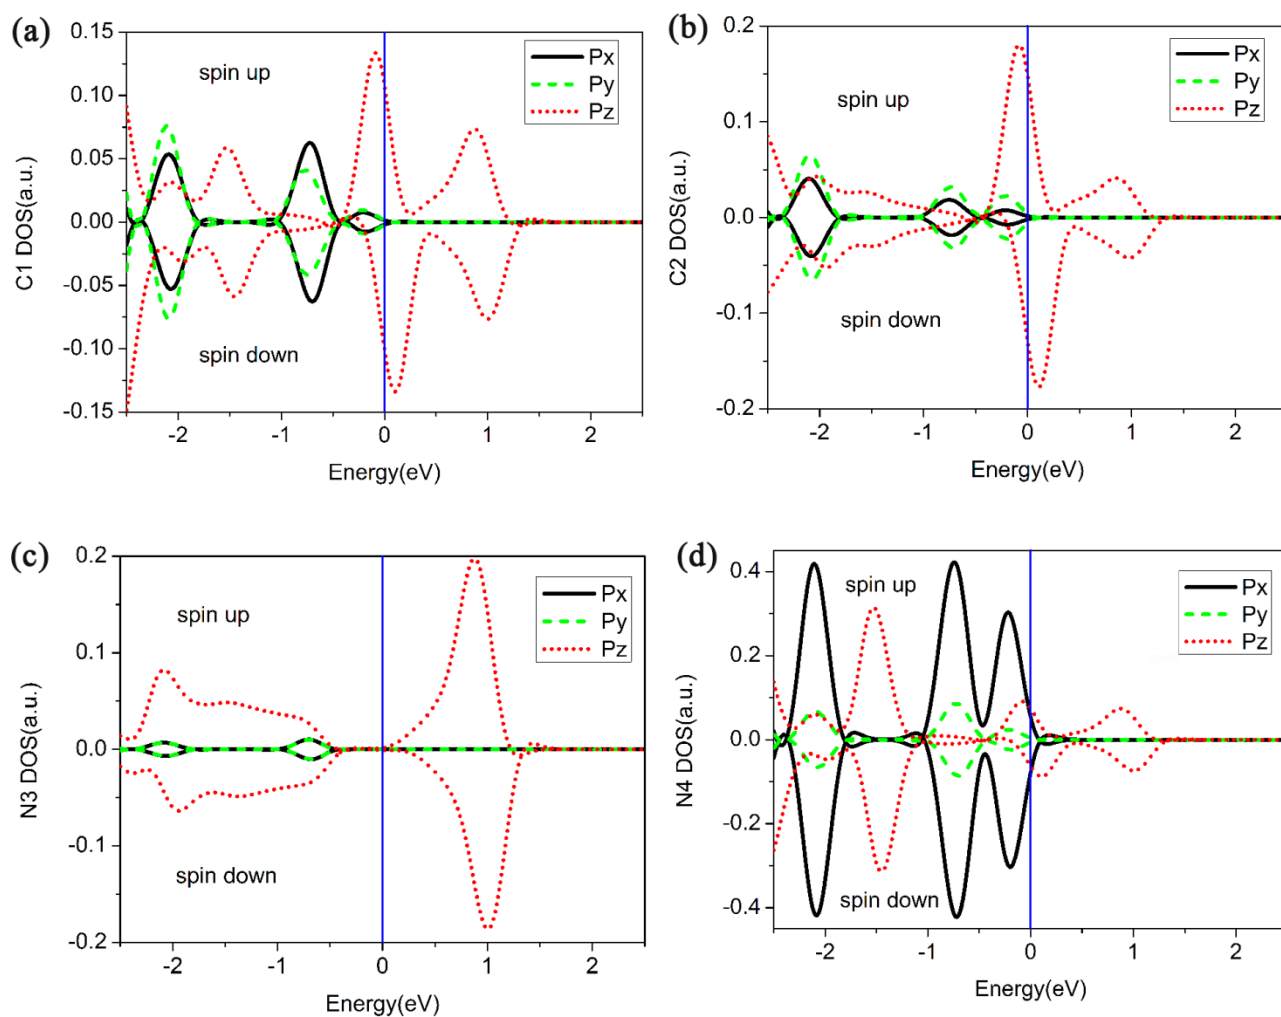 (a)
0.15
0.10
0.05
0.00
-0.05
-0.10
-0.15
C1 DOS(a.u.)
spin up
spin down
Px
Py
Pz
-2
-1
0
1
2
Energy(eV)
(b)
0.2
0.1
0.0
-0.1
-0.2
C2 DOS(a.u.)
spin up
spin down
Px
Py
Pz
-2
-1
0
1
2
Energy(eV)
(c)
0.2
0.1
0.0
-0.1
-0.2
N3 DOS(a.u.)
spin up
spin down
Px
Py
Pz
-2
-1
0
1
2
Energy(eV)
(d)
0.4
0.2
0.0
-0.2
-0.4
N4 DOS(a.u.)
spin up
spin down
Px
Py
Pz
-2
-1
0
1
2
Energy(eV)